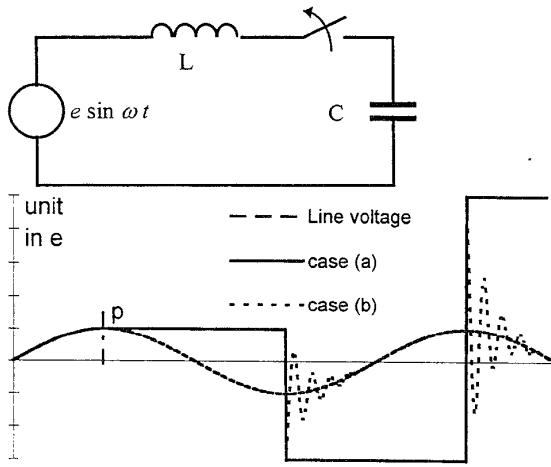 L
e sin ω t
C
unit
in e
Line voltage
case (a)
case (b)
p